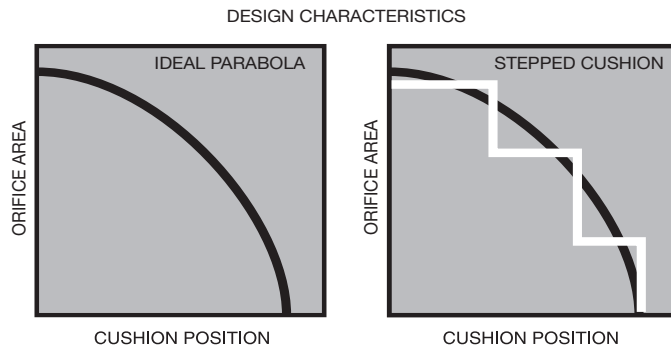 DESIGN CHARACTERISTICS
IDEAL PARABOLA
ORIFICE AREA
CUSHION POSITION
STEPPED CUSHION
ORIFICE AREA
CUSHION POSITION